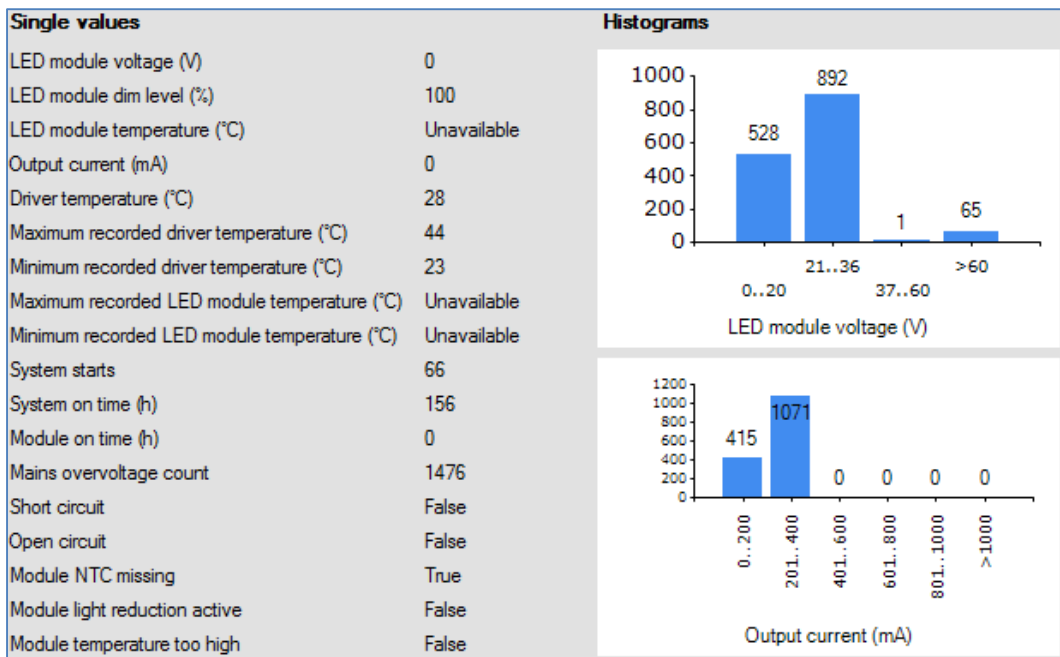 Single values
LED module voltage (V) 0
LED module dim level (%) 100
LED module temperature (°C) Unavailable
Output current (mA) 0
Driver temperature (°C) 28
Maximum recorded driver temperature (°C) 44
Minimum recorded driver temperature (°C) 23
Maximum recorded LED module temperature (°C) Unavailable
Minimum recorded LED module temperature (°C) Unavailable
System starts 66
System on time (h) 156
Module on time (h) 0
Mains overvoltage count 1476
Short circuit False
Open circuit False
Module NTC missing True
Module light reduction active False
Module temperature too high False
Histograms
1000
800
600
400
200
0
528
892
1
65
0..20
21..36
37..60
>60
LED module voltage (V)
1200
1000
800
600
400
200
0
415
1071
0
0
0
0
0..200
201..400
401..600
601..800
801..1000
>1000
Output current (mA)